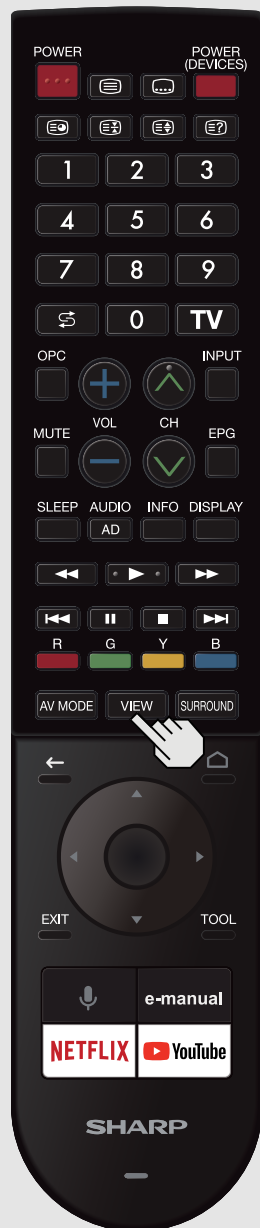 POWER POWER
(DEVICES)
1 2 3
4 5 6
7 8 9
0 TV
OPC INPUT
MUTE VOL CH EPG
SLEEP AUDIO INFO DISPLAY
AD
R G Y B
AV MODE VIEW SURROUND
EXIT TOOL
e-manual
NETFLIX YouTube
SHARP